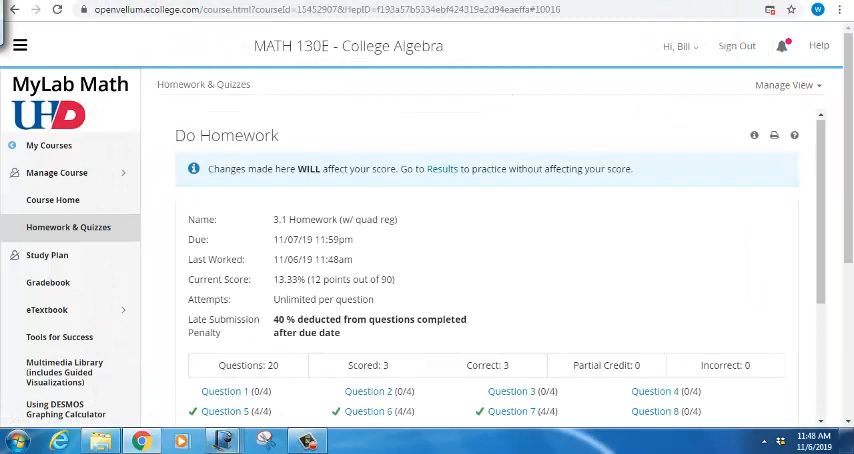 openvellum.ecollege.com/course.html?courseId=15452907&HepID=f193a57b5334ebf424319e2d94eaeffa#10016
W
MATH 130E - College Algebra
Hi, Bill
Sign Out
Help
MyLab Math
UHD
Homework & Quizzes
Manage View
My Courses
Manage Course
Course Home
Homework & Quizzes
Study Plan
Gradebook
eTextbook
Tools for Success
Multimedia Library
(includes Guided
Visualizations)
Using DESMOS
Graphing Calculator
Do Homework
Changes made here WILL affect your score. Go to Results to practice without affecting your score.
Name: 3.1 Homework (w/ quad reg)
Due: 11/07/19 11:59pm
Last Worked: 11/06/19 11:48am
Current Score: 13.33% (12 points out of 90)
Attempts: Unlimited per question
Late Submission 40 % deducted from questions completed
Penalty after due date
Questions: 20 Scored: 3 Correct: 3 Partial Credit: 0 Incorrect: 0
Question 1 (0/4) Question 2 (0/4) Question 3 (0/4) Question 4 (0/4)
Question 5 (4/4) Question 6 (4/4) Question 7 (4/4) Question 8 (0/4)
11:48 AM
11/6/2019